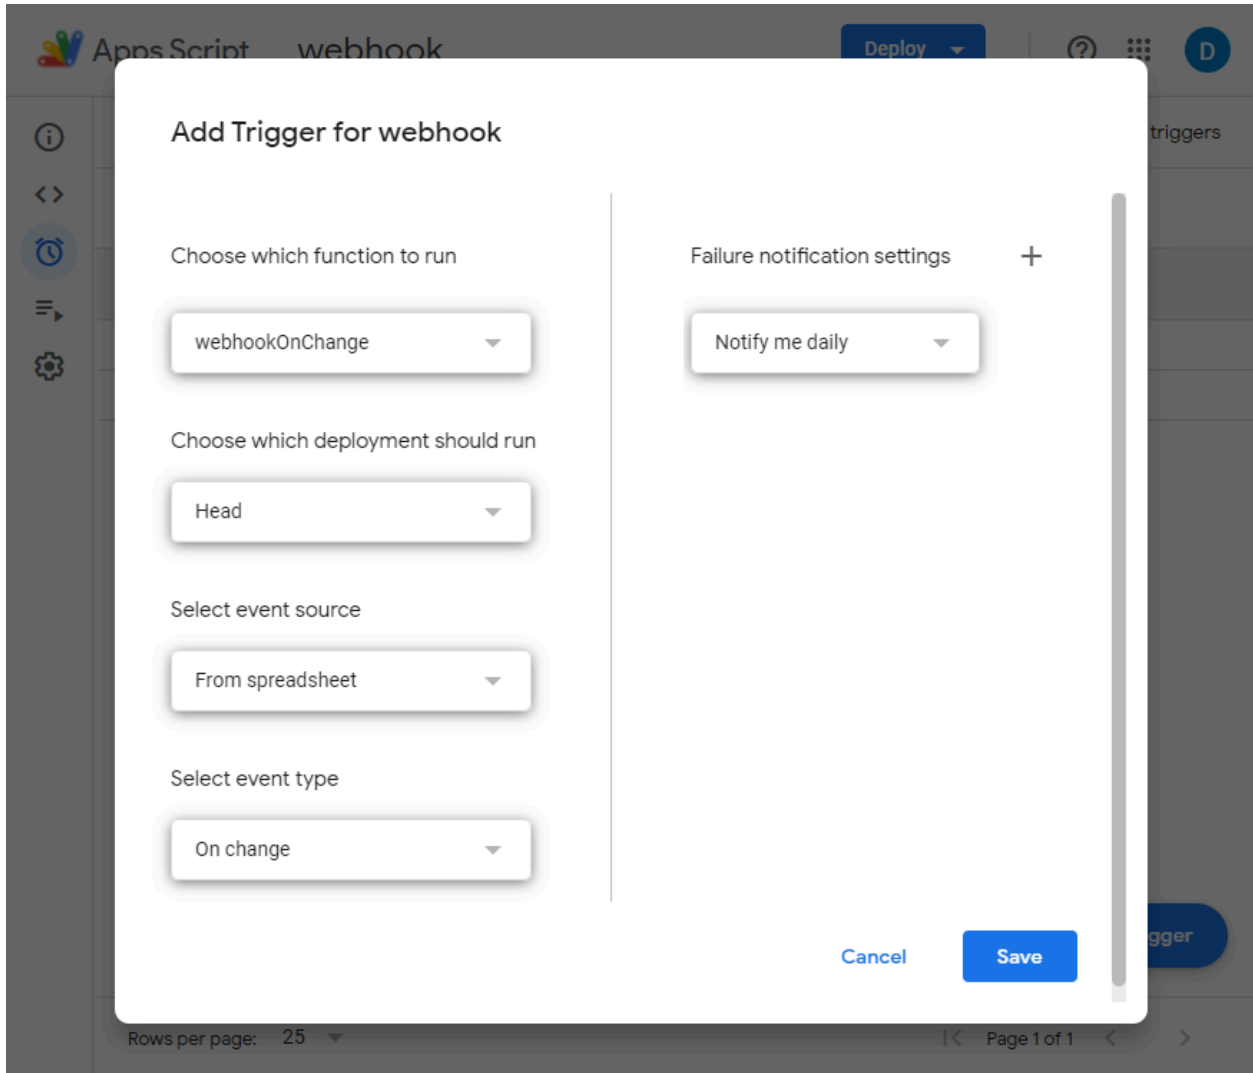 Apps Script webhook Deploy D
triggers
Add Trigger for webhook
Choose which function to run
webhookOnChange
Choose which deployment should run
Head
Select event source
From spreadsheet
Select event type
On change
Failure notification settings +
Notify me daily
Cancel Save
gger
Rows per page: 25 Page 1 of 1